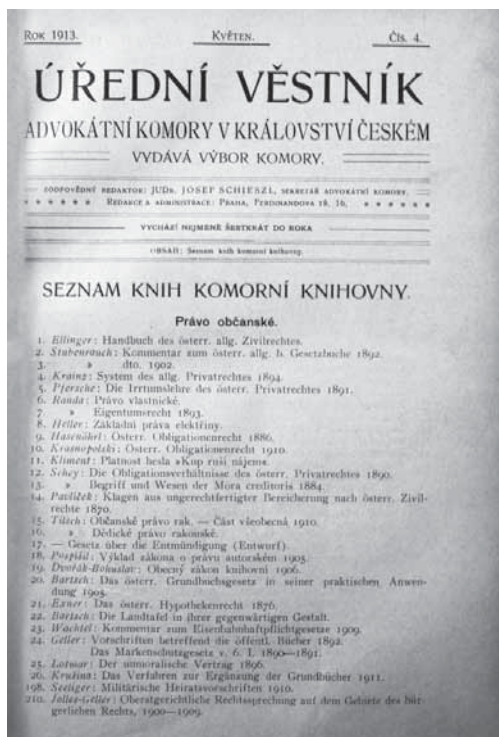 Rok 1913. Květen. Čís. 4.
ÚŘEDNÍ VĚSTNÍK
ADVOKÁTNÍ KOMORY V KRÁLOVSTVÍ ČESKÉM
VYDÁVÁ VÝBOR KOMORY.
ZODPOVĚDNÝ REDAKTOR: JUDr. JOSEF SCHIESZL, SEKRETÁŘ ADVOKÁTNÍ KOMORY.
REDAKCE A ADMINISTRACE: PRAHA, FERDINANDOVA TŘ. 16.
VYCHÁZÍ NEJMÉNĚ ŠESTKRÁT DO ROKA
OBSAH: Seznam knih komorní knihovny.
SEZNAM KNIH KOMORNÍ KNIHOVNY.
Právo občanské.
1. Ellinger: Handbuch des österr. allg. Zivilrechtes.
2. Stubenrauch: Kommentar zum österr. allg. b. Gesetzbuche 1892.
3. » dto. 1902.
4. Krainz: System des allg. Privatrechtes 1894.
5. Pfersche: Die Irrtumslehre des österr. Privatrechtes 1891.
6. Randa: Právo vlastnické.
7. » Eigentumsrecht 1893.
8. Heller: Základní práva elektřiny.
9. Hasenöhrl: Österr. Obligationenrecht 1886.
10. Krasnopolski: Österr. Obligationenrecht 1910.
11. Kliment: Platnost hesla »Kup ruší nájem«.
12. Schey: Die Obligationsverhältnisse des österr. Privatrechtes 1890.
13. » Begriff und Wesen der Mora creditoris 1884.
14. Pavlíček: Klagen aus ungerechtfertigter Bereicherung nach österr. Zivil-
rechte 1870.
15. Tilsch: Občanské právo rak. — Část všeobecná 1910.
16. » Dědické právo rakouské.
17. — Gesetz über die Entmündigung (Entwurf).
18. Pospíšil: Výklad zákona o právu autorském 1905.
19. Dvořák-Bohuslav: Obecný zákon knihovní 1906.
20. Bartsch: Das österr. Grundbuchsgesetz in seiner praktischen Anwen-
dung 1905.
21. Exner: Das österr. Hypothekenrecht 1876.
22. Bartsch: Die Landtafel in ihrer gegenwärtigen Gestalt.
23. Wachtel: Kommentar zum Eisenbahnhaftpflichtgesetze 1909.
24. Geller: Vorschriften betreffend die öffentl. Bücher 1892.
Das Markenschutzgesetz v. 6. I. 1890—1891.
25. Lotmar: Der unmoralische Vertrag 1896.
26. Kružina: Das Verfahren zur Ergänzung der Grundbücher 1911.
198. Seeliger: Militärische Heiratsvorschriften 1910.
210. Jolles-Geller: Oberstgerichtliche Rechtssprechung auf dem Gebiete des bür-
gerlichen Rechts, 1900—1909.